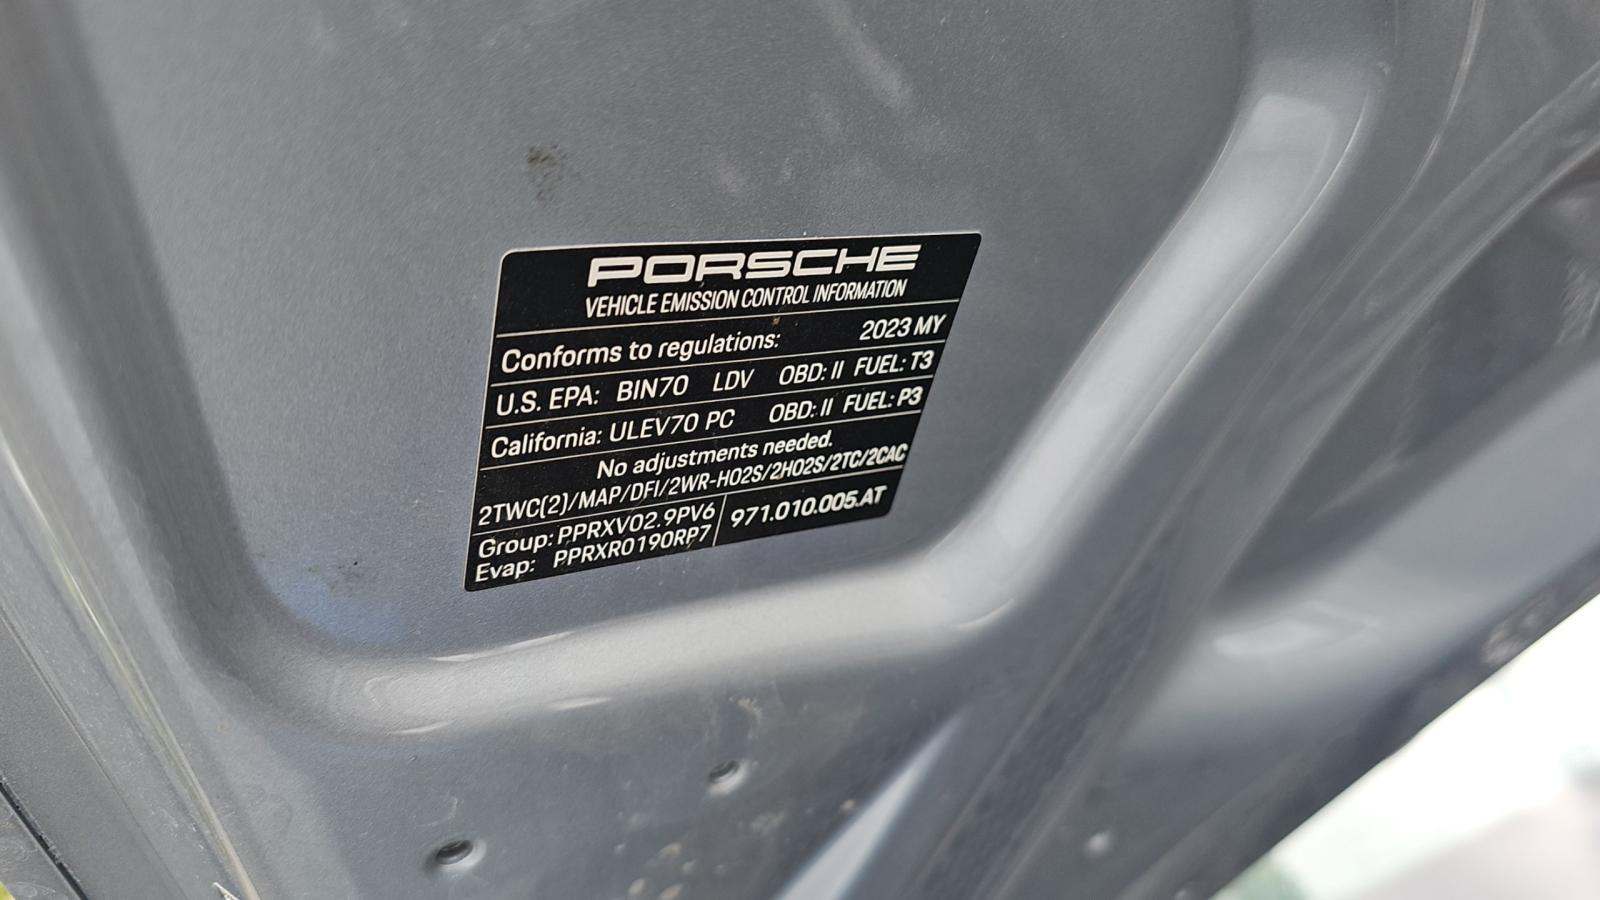 PORSCHE
VEHICLE EMISSION CONTROL INFORMATION
Conforms to regulations: 2023 MY
U.S. EPA: BIN70 LDV OBD: II FUEL: T3
California: ULEV70 PC OBD: II FUEL: P3
No adjustments needed.
2TWC(2)/MAP/DFI/2WR-HO2S/2HO2S/2TC/2CAC
Group: PPRXV02.9PV6 971.010.005.AT
Evap: PPRXR0190RP7